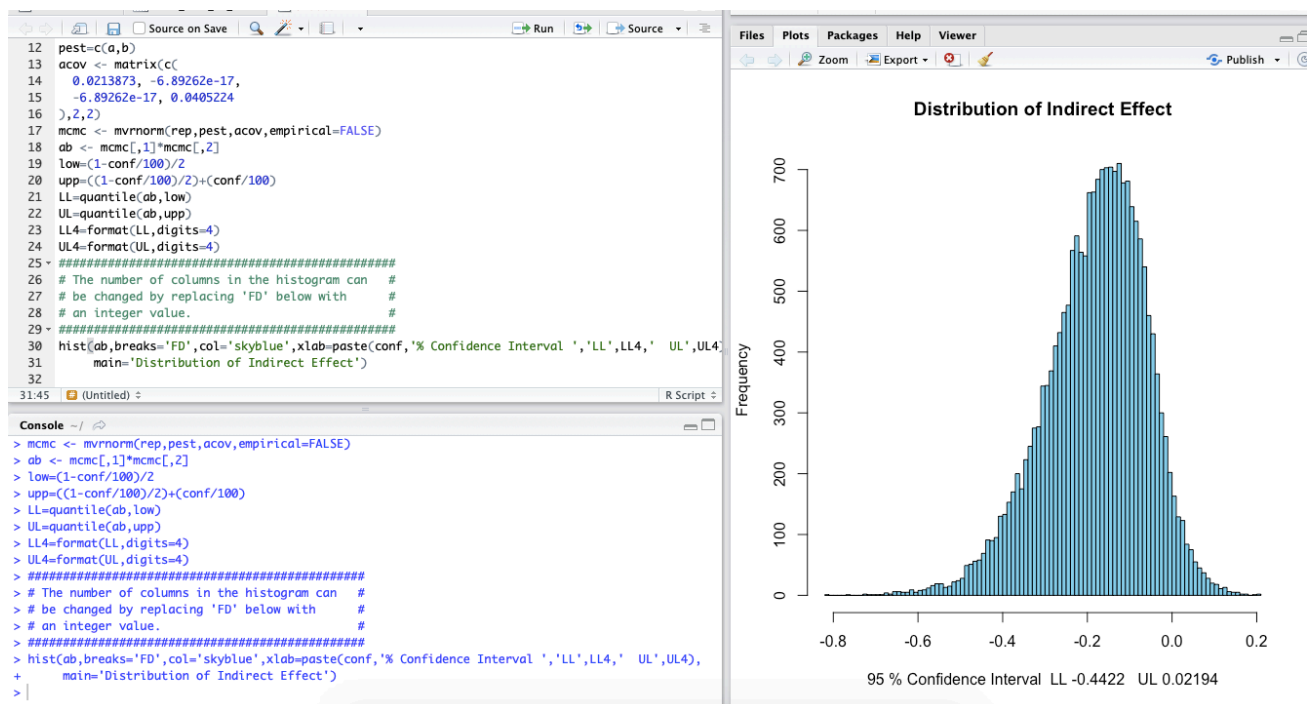 Source on Save
Run
Source
12 pest=c(a,b)
13 acov <- matrix(c(
14 0.0213873, -6.89262e-17,
15 -6.89262e-17, 0.0405224
16 ),2,2)
17 mcmc <- mvrnorm(rep,pest,acov,empirical=FALSE)
18 ab <- mcmc[,1]*mcmc[,2]
19 low=(1-conf/100)/2
20 upp=((1-conf/100)/2)+(conf/100)
21 LL=quantile(ab,low)
22 UL=quantile(ab,upp)
23 LL4=format(LL,digits=4)
24 UL4=format(UL,digits=4)
25 ################################################
26 # The number of columns in the histogram can #
27 # be changed by replacing 'FD' below with #
28 # an integer value. #
29 ################################################
30 hist(ab,breaks='FD',col='skyblue',xlab=paste(conf,'% Confidence Interval ','LL',LL4,' UL',UL4)
31 main='Distribution of Indirect Effect')
32
31:45 (Untitled) R Script
Console ~/
> mcmc <- mvrnorm(rep,pest,acov,empirical=FALSE)
> ab <- mcmc[,1]*mcmc[,2]
> low=(1-conf/100)/2
> upp=((1-conf/100)/2)+(conf/100)
> LL=quantile(ab,low)
> UL=quantile(ab,upp)
> LL4=format(LL,digits=4)
> UL4=format(UL,digits=4)
> ################################################
> # The number of columns in the histogram can #
> # be changed by replacing 'FD' below with #
> # an integer value. #
> ################################################
> hist(ab,breaks='FD',col='skyblue',xlab=paste(conf,'% Confidence Interval ','LL',LL4,' UL',UL4),
+ main='Distribution of Indirect Effect')
>
Files Plots Packages Help Viewer
Zoom Export Publish
Distribution of Indirect Effect
Frequency
700
600
500
400
300
200
100
0
-0.8 -0.6 -0.4 -0.2 0.0 0.2
95 % Confidence Interval LL -0.4422 UL 0.02194